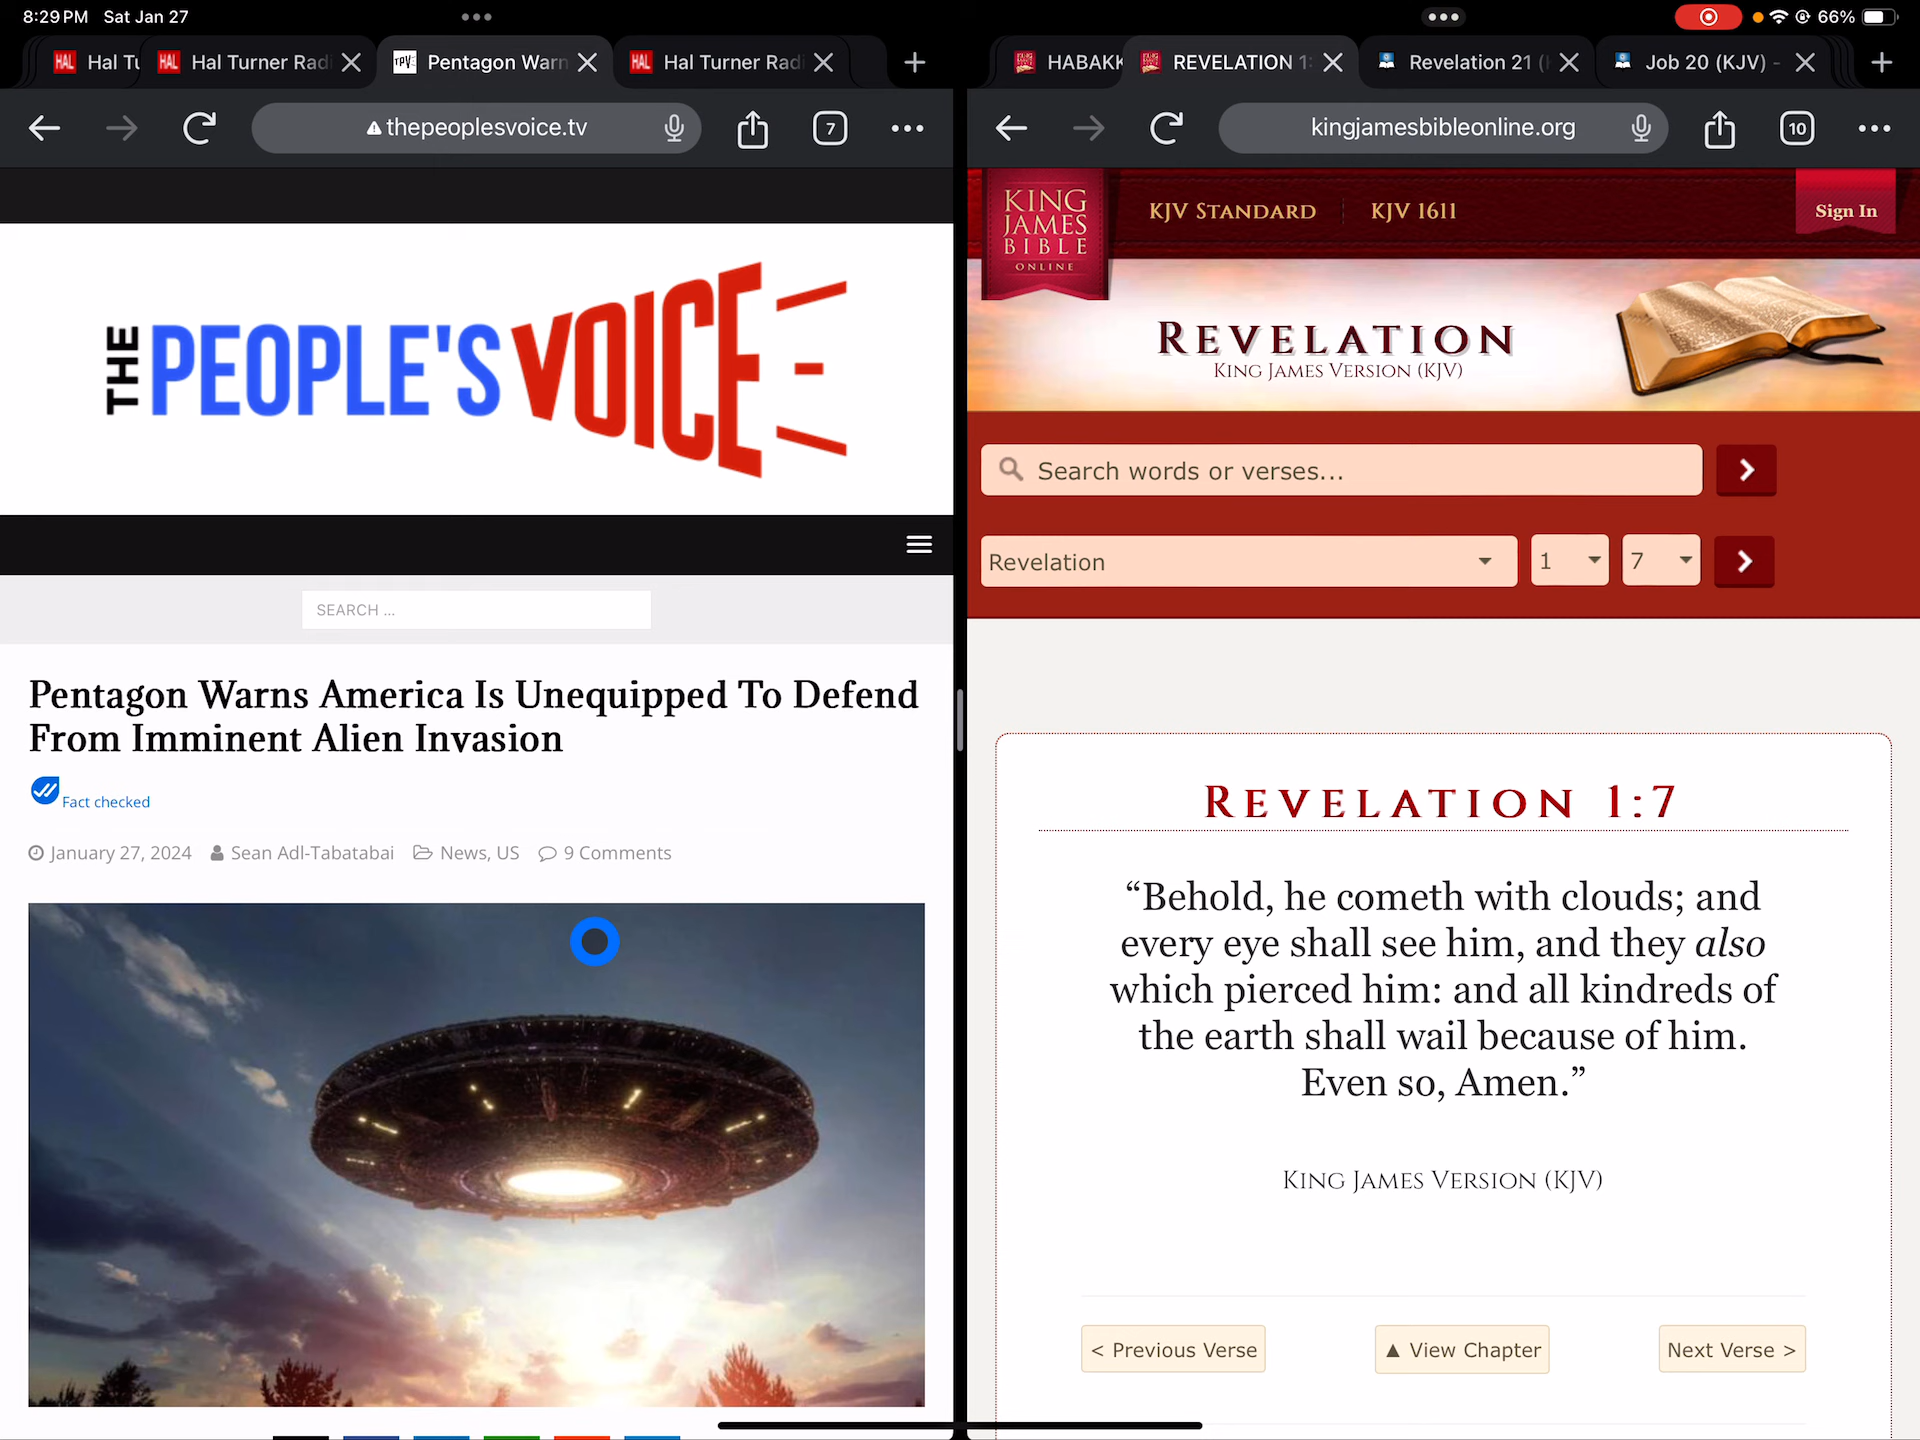 8:29 PM Sat Jan 27
66%
HAL Hal Tu
HAL Hal Turner Radi
TPV Pentagon Warn
HAL Hal Turner Radi
HABAKK
REVELATION 1:
Revelation 21 (
Job 20 (KJV) -
thepeoplesvoice.tv
7
kingjamesbibleonline.org
10
THE PEOPLE'S VOICE
SEARCH ...
Pentagon Warns America Is Unequipped To Defend
From Imminent Alien Invasion
Fact checked
January 27, 2024 Sean Adl-Tabatabai News, US 9 Comments
KING
JAMES
BIBLE
ONLINE
KJV STANDARD
KJV 1611
Sign In
REVELATION
KING JAMES VERSION (KJV)
Search words or verses...
Revelation 1 7
REVELATION 1:7
“Behold, he cometh with clouds; and
every eye shall see him, and they also
which pierced him: and all kindreds of
the earth shall wail because of him.
Even so, Amen.”
KING JAMES VERSION (KJV)
< Previous Verse
▲ View Chapter
Next Verse >